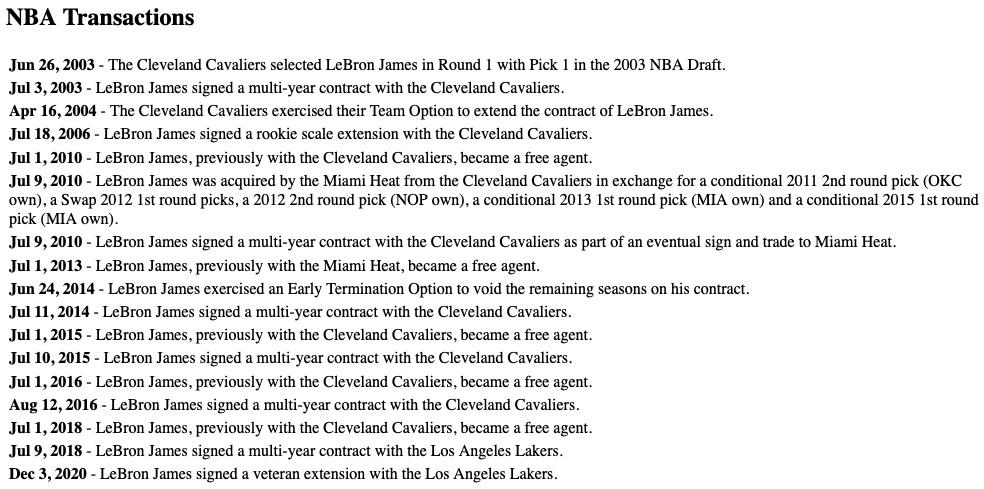 NBA Transactions
Jun 26, 2003 - The Cleveland Cavaliers selected LeBron James in Round 1 with Pick 1 in the 2003 NBA Draft.
Jul 3, 2003 - LeBron James signed a multi-year contract with the Cleveland Cavaliers.
Apr 16, 2004 - The Cleveland Cavaliers exercised their Team Option to extend the contract of LeBron James.
Jul 18, 2006 - LeBron James signed a rookie scale extension with the Cleveland Cavaliers.
Jul 1, 2010 - LeBron James, previously with the Cleveland Cavaliers, became a free agent.
Jul 9, 2010 - LeBron James was acquired by the Miami Heat from the Cleveland Cavaliers in exchange for a conditional 2011 2nd round pick (OKC
own), a Swap 2012 1st round picks, a 2012 2nd round pick (NOP own), a conditional 2013 1st round pick (MIA own) and a conditional 2015 1st round
pick (MIA own).
Jul 9, 2010 - LeBron James signed a multi-year contract with the Cleveland Cavaliers as part of an eventual sign and trade to Miami Heat.
Jul 1, 2013 - LeBron James, previously with the Miami Heat, became a free agent.
Jun 24, 2014 - LeBron James exercised an Early Termination Option to void the remaining seasons on his contract.
Jul 11, 2014 - LeBron James signed a multi-year contract with the Cleveland Cavaliers.
Jul 1, 2015 - LeBron James, previously with the Cleveland Cavaliers, became a free agent.
Jul 10, 2015 - LeBron James signed a multi-year contract with the Cleveland Cavaliers.
Jul 1, 2016 - LeBron James, previously with the Cleveland Cavaliers, became a free agent.
Aug 12, 2016 - LeBron James signed a multi-year contract with the Cleveland Cavaliers.
Jul 1, 2018 - LeBron James, previously with the Cleveland Cavaliers, became a free agent.
Jul 9, 2018 - LeBron James signed a multi-year contract with the Los Angeles Lakers.
Dec 3, 2020 - LeBron James signed a veteran extension with the Los Angeles Lakers.